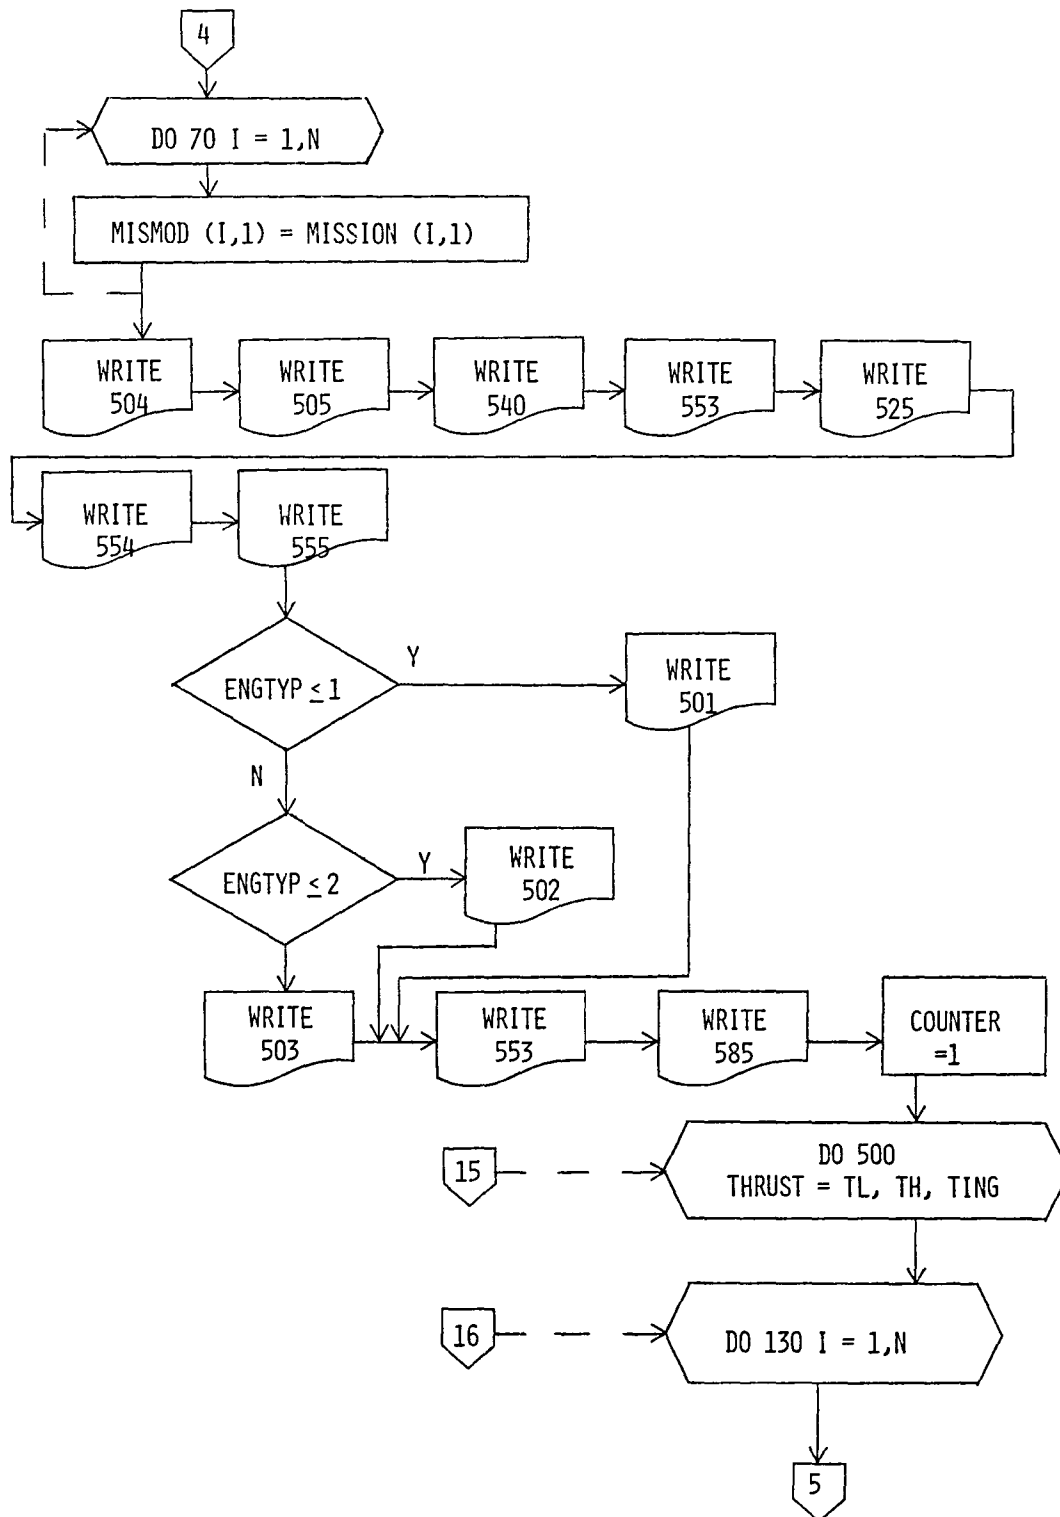 4
DO 70 I = 1,N
MISMOD (I,1) = MISSION (I,1)
WRITE
504
WRITE
505
WRITE
540
WRITE
553
WRITE
525
WRITE
554
WRITE
555
ENGTYP ≤ 1
Y
WRITE
501
N
ENGTYP ≤ 2
Y
WRITE
502
WRITE
503
WRITE
553
WRITE
585
COUNTER
=1
15
DO 500
THRUST = TL, TH, TING
16
DO 130 I = 1,N
5